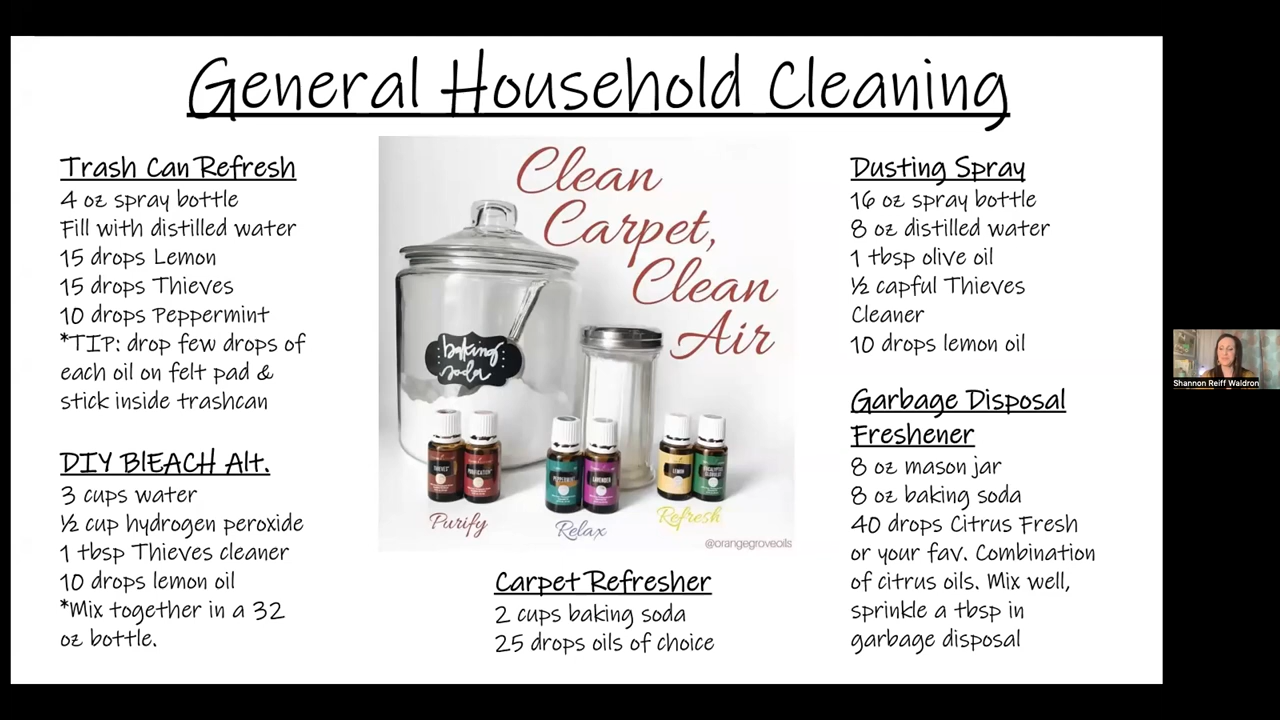 General Household Cleaning
Trash Can Refresh
4 oz spray bottle
Fill with distilled water
15 drops Lemon
15 drops Thieves
10 drops Peppermint
*TIP: drop few drops of
each oil on felt pad &
stick inside trashcan
DIY BlEACH Alt.
3 cups water
½ cup hydrogen peroxide
1 tbsp Thieves cleaner
10 drops lemon oil
*Mix together in a 32
oz bottle.
Clean
Carpet,
Clean
Air
baking
soda
THIEVES
PURIFICATION
PEPPERMINT
LAVENDER
LEMON
EUCALYPTUS
GLOBULUS
Purify
Relax
Refresh
@orangegroveoils
Carpet Refresher
2 cups baking soda
25 drops oils of choice
Dusting Spray
16 oz spray bottle
8 oz distilled water
1 tbsp olive oil
½ capful Thieves
Cleaner
10 drops lemon oil
Garbage Disposal
Freshener
8 oz mason jar
8 oz baking soda
40 drops Citrus Fresh
or your fav. Combination
of citrus oils. Mix well,
sprinkle a tbsp in
garbage disposal
Shannon Reiff Waldron